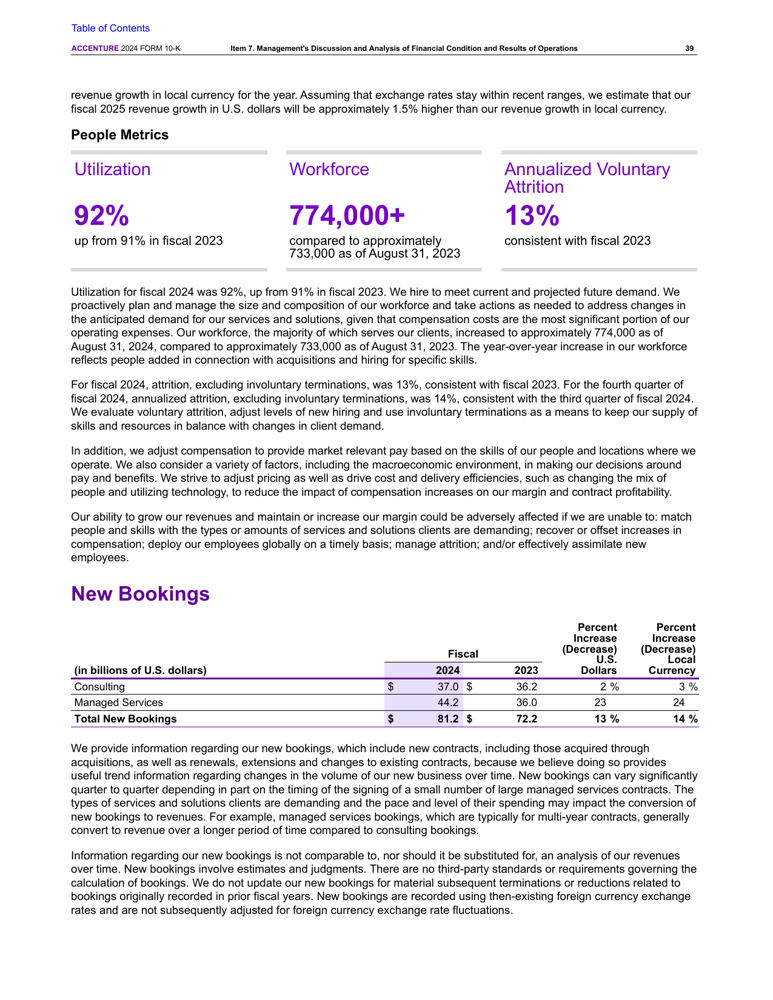 Table of Contents
ACCENTURE 2024 FORM 10-K Item 7. Management's Discussion and Analysis of Financial Condition and Results of Operations 39
revenue growth in local currency for the year. Assuming that exchange rates stay within recent ranges, we estimate that our
fiscal 2025 revenue growth in U.S. dollars will be approximately 1.5% higher than our revenue growth in local currency.
People Metrics
Utilization
92%
up from 91% in fiscal 2023
Workforce
774,000+
compared to approximately
733,000 as of August 31, 2023
Annualized Voluntary
Attrition
13%
consistent with fiscal 2023
Utilization for fiscal 2024 was 92%, up from 91% in fiscal 2023. We hire to meet current and projected future demand. We
proactively plan and manage the size and composition of our workforce and take actions as needed to address changes in
the anticipated demand for our services and solutions, given that compensation costs are the most significant portion of our
operating expenses. Our workforce, the majority of which serves our clients, increased to approximately 774,000 as of
August 31, 2024, compared to approximately 733,000 as of August 31, 2023. The year-over-year increase in our workforce
reflects people added in connection with acquisitions and hiring for specific skills.
For fiscal 2024, attrition, excluding involuntary terminations, was 13%, consistent with fiscal 2023. For the fourth quarter of
fiscal 2024, annualized attrition, excluding involuntary terminations, was 14%, consistent with the third quarter of fiscal 2024.
We evaluate voluntary attrition, adjust levels of new hiring and use involuntary terminations as a means to keep our supply of
skills and resources in balance with changes in client demand.
In addition, we adjust compensation to provide market relevant pay based on the skills of our people and locations where we
operate. We also consider a variety of factors, including the macroeconomic environment, in making our decisions around
pay and benefits. We strive to adjust pricing as well as drive cost and delivery efficiencies, such as changing the mix of
people and utilizing technology, to reduce the impact of compensation increases on our margin and contract profitability.
Our ability to grow our revenues and maintain or increase our margin could be adversely affected if we are unable to: match
people and skills with the types or amounts of services and solutions clients are demanding; recover or offset increases in
compensation; deploy our employees globally on a timely basis; manage attrition; and/or effectively assimilate new
employees.
New Bookings
Fiscal
Percent
Increase
(Decrease)
U.S.
Dollars
Percent
Increase
(Decrease)
Local
Currency
(in billions of U.S. dollars) 2024 2023
Consulting $ 37.0 $ 36.2 2 % 3 %
Managed Services 44.2 36.0 23 24
Total New Bookings $ 81.2 $ 72.2 13 % 14 %
We provide information regarding our new bookings, which include new contracts, including those acquired through
acquisitions, as well as renewals, extensions and changes to existing contracts, because we believe doing so provides
useful trend information regarding changes in the volume of our new business over time. New bookings can vary significantly
quarter to quarter depending in part on the timing of the signing of a small number of large managed services contracts. The
types of services and solutions clients are demanding and the pace and level of their spending may impact the conversion of
new bookings to revenues. For example, managed services bookings, which are typically for multi-year contracts, generally
convert to revenue over a longer period of time compared to consulting bookings.
Information regarding our new bookings is not comparable to, nor should it be substituted for, an analysis of our revenues
over time. New bookings involve estimates and judgments. There are no third-party standards or requirements governing the
calculation of bookings. We do not update our new bookings for material subsequent terminations or reductions related to
bookings originally recorded in prior fiscal years. New bookings are recorded using then-existing foreign currency exchange
rates and are not subsequently adjusted for foreign currency exchange rate fluctuations.